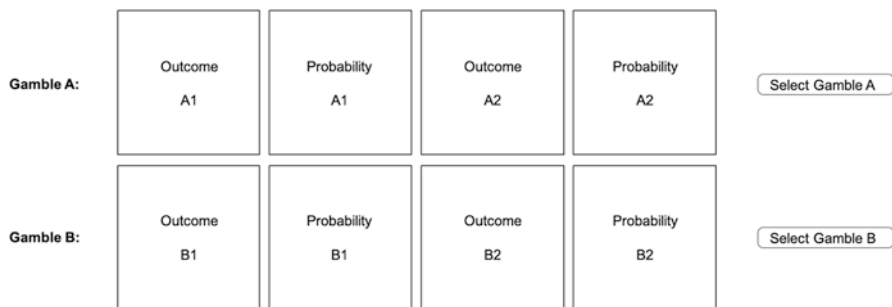 Gamble A:
Outcome
A1
Probability
A1
Outcome
A2
Probability
A2
Select Gamble A
Gamble B:
Outcome
B1
Probability
B1
Outcome
B2
Probability
B2
Select Gamble B